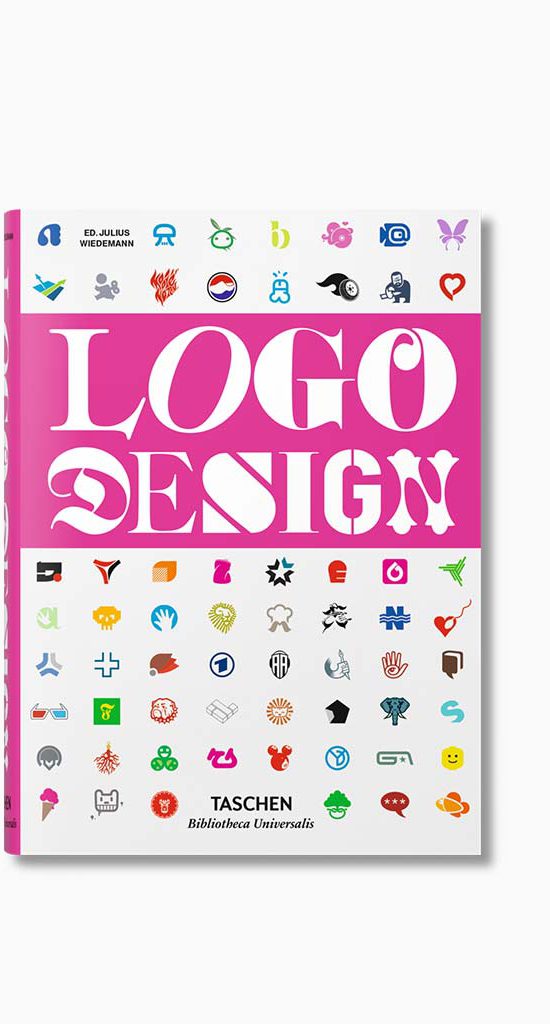 ED. JULIUS
WIEDEMANN
LOGO
DESIGN
TASCHEN
Bibliotheca Universalis